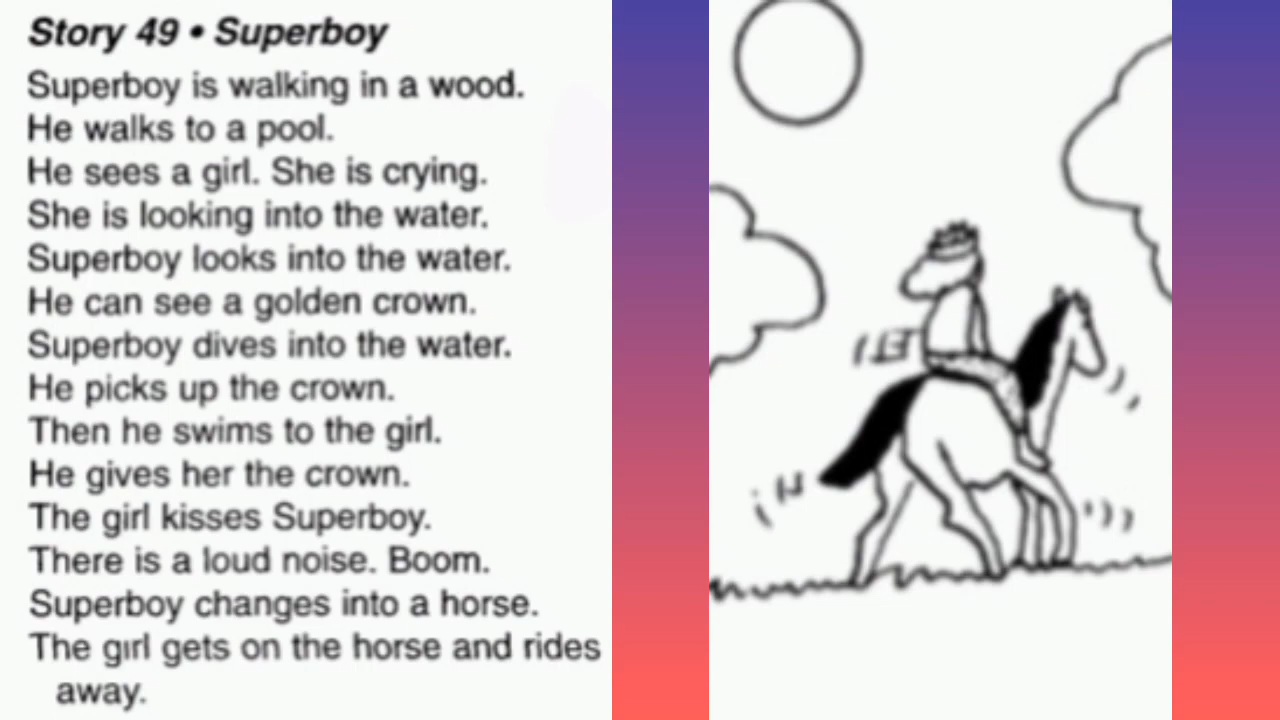 Story 49 • Superboy
Superboy is walking in a wood.
He walks to a pool.
He sees a girl. She is crying.
She is looking into the water.
Superboy looks into the water.
He can see a golden crown.
Superboy dives into the water.
He picks up the crown.
Then he swims to the girl.
He gives her the crown.
The girl kisses Superboy.
There is a loud noise. Boom.
Superboy changes into a horse.
The girl gets on the horse and rides
away.